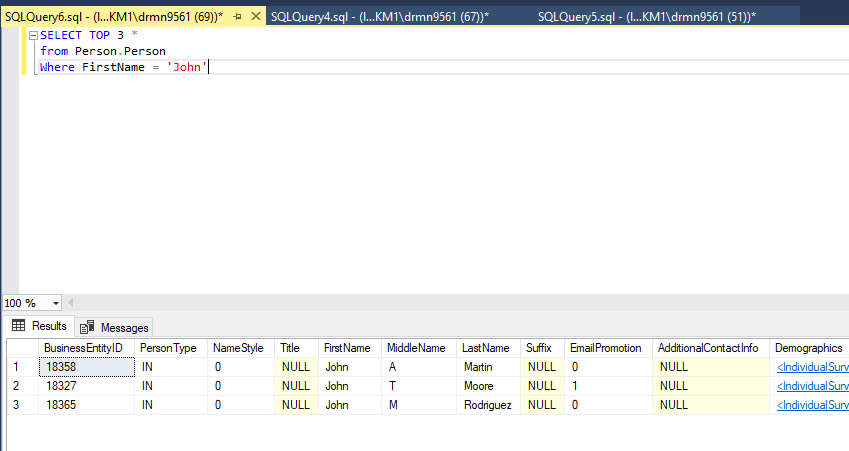 SQLQuery6.sql - (l...KM1\drmn9561 (69))* SQLQuery4.sql - (l...KM1\drmn9561 (67))* SQLQuery5.sql - (l...KM1\drmn9561 (51))*
SELECT TOP 3 *
from Person.Person
Where FirstName = 'John'
100 %
Results Messages
BusinessEntityID PersonType NameStyle Title FirstName MiddleName LastName Suffix EmailPromotion AdditionalContactInfo Demographics
1 18358 IN 0 NULL John A Martin NULL 0 NULL <IndividualSurv
2 18327 IN 0 NULL John T Moore NULL 1 NULL <IndividualSurv
3 18365 IN 0 NULL John M Rodriguez NULL 0 NULL <IndividualSurv